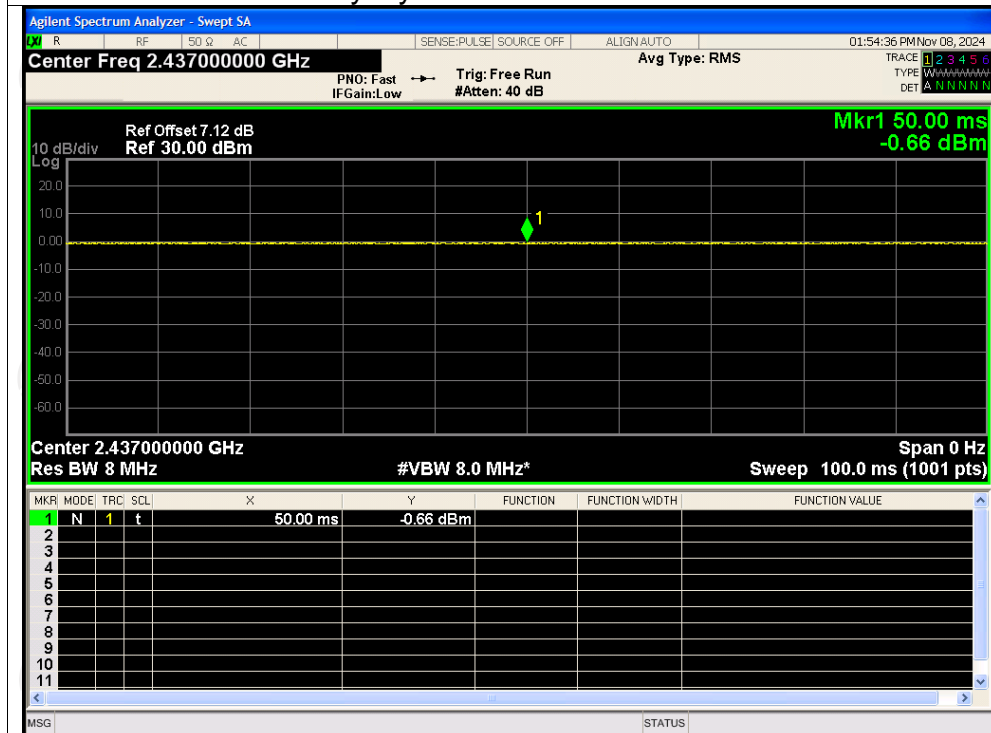 Agilent Spectrum Analyzer - Swept SA
LXI R RF 50 Ω AC SENSE:PULSE SOURCE OFF ALIGN AUTO 01:54:36 PM Nov 08, 2024
Center Freq 2.437000000 GHz Avg Type: RMS TRACE 1 2 3 4 5 6
PNO: Fast Trig: Free Run TYPE
IFGain:Low #Atten: 40 dB DET A N N N N N
Mkr1 50.00 ms
Ref Offset 7.12 dB
10 dB/div Ref 30.00 dBm -0.66 dBm
Log
20.0
10.0
1
0.00
-10.0
-20.0
-30.0
-40.0
-50.0
-60.0
Center 2.437000000 GHz Span 0 Hz
Res BW 8 MHz #VBW 8.0 MHz* Sweep 100.0 ms (1001 pts)
MKR MODE TRC SCL X Y FUNCTION FUNCTION WIDTH FUNCTION VALUE
1 N 1 t 50.00 ms -0.66 dBm
2
3
4
5
6
7
8
9
10
11
MSG STATUS